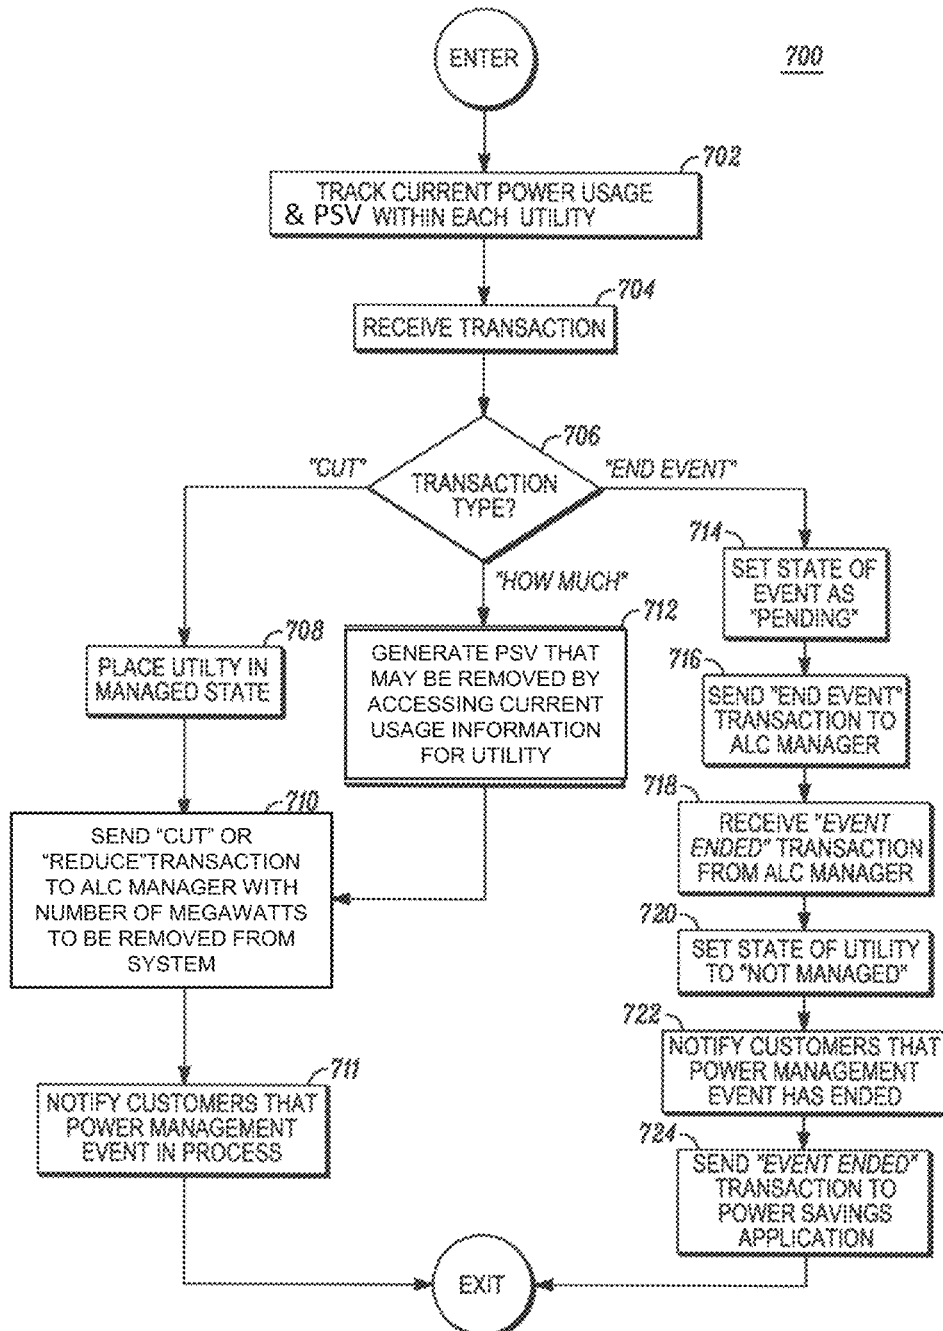 ENTER
700
702
TRACK CURRENT POWER USAGE
& PSV WITHIN EACH UTILITY
704
RECEIVE TRANSACTION
706
TRANSACTION
TYPE?
"CUT"
"END EVENT"
"HOW MUCH"
708
PLACE UTILTY IN
MANAGED STATE
712
GENERATE PSV THAT
MAY BE REMOVED BY
ACCESSING CURRENT
USAGE INFORMATION
FOR UTILITY
710
SEND "CUT" OR
"REDUCE"TRANSACTION
TO ALC MANAGER WITH
NUMBER OF MEGAWATTS
TO BE REMOVED FROM
SYSTEM
711
NOTIFY CUSTOMERS THAT
POWER MANAGEMENT
EVENT IN PROCESS
714
SET STATE OF
EVENT AS
"PENDING"
716
SEND "END EVENT"
TRANSACTION TO
ALC MANAGER
718
RECEIVE "EVENT
ENDED" TRANSACTION
FROM ALC MANAGER
720
SET STATE OF UTILITY
TO "NOT MANAGED"
722
NOTIFY CUSTOMERS THAT
POWER MANAGEMENT
EVENT HAS ENDED
724
SEND "EVENT ENDED"
TRANSACTION TO
POWER SAVINGS
APPLICATION
EXIT